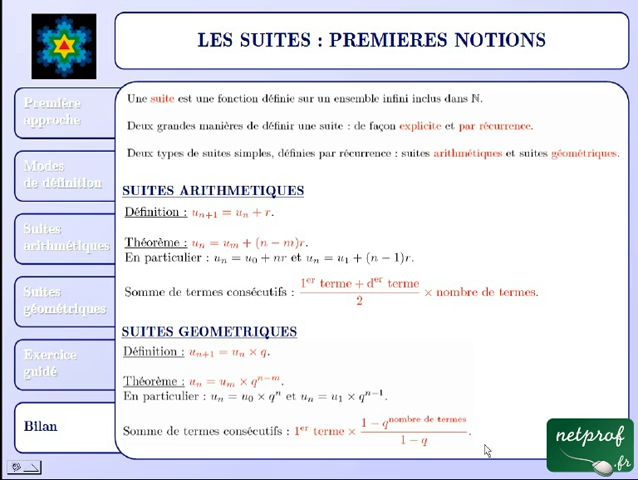 LES SUITES : PREMIERES NOTIONS
Première
approche
Modes
de définition
Suites
arithmétiques
Suites
géométriques
Exercice
guidé
Bilan
Une suite est une fonction définie sur un ensemble infini inclus dans ℕ.
Deux grandes manières de définir une suite : de façon explicite et par récurrence.
Deux types de suites simples, définies par récurrence : suites arithmétiques et suites géométriques.
SUITES ARITHMETIQUES
Définition : uₙ₊₁ = uₙ + r.
Théorème : uₙ = uₘ + (n − m)r.
En particulier : uₙ = u₀ + nr et uₙ = u₁ + (n − 1)r.
Somme de termes consécutifs : (1ᵉʳ terme + dᵉʳ terme)/2 × nombre de termes.
SUITES GEOMETRIQUES
Définition : uₙ₊₁ = uₙ × q.
Théorème : uₙ = uₘ × qⁿ⁻ᵐ.
En particulier : uₙ = u₀ × qⁿ et uₙ = u₁ × qⁿ⁻¹.
Somme de termes consécutifs : 1ᵉʳ terme × (1 − q^nombre de termes)/(1 − q).
netprof
.fr